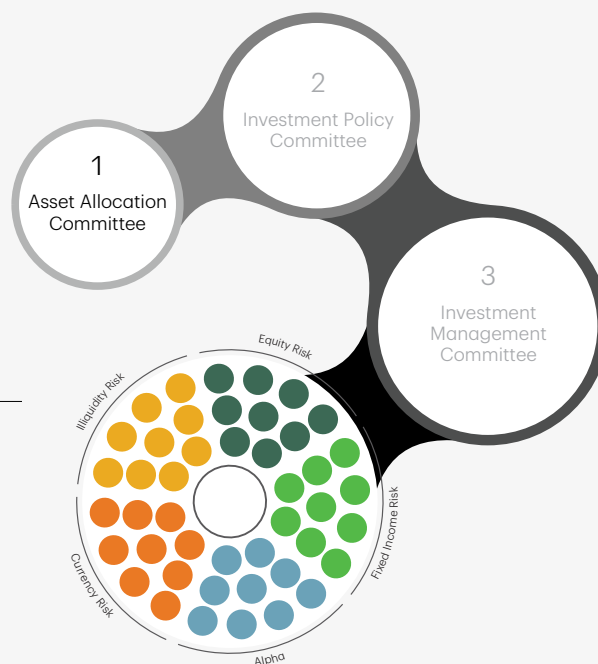 2
Investment Policy
Committee
1
Asset Allocation
Committee
3
Investment
Management
Committee
Equity Risk
Illiquidity Risk
Fixed Income Risk
Currency Risk
Alpha